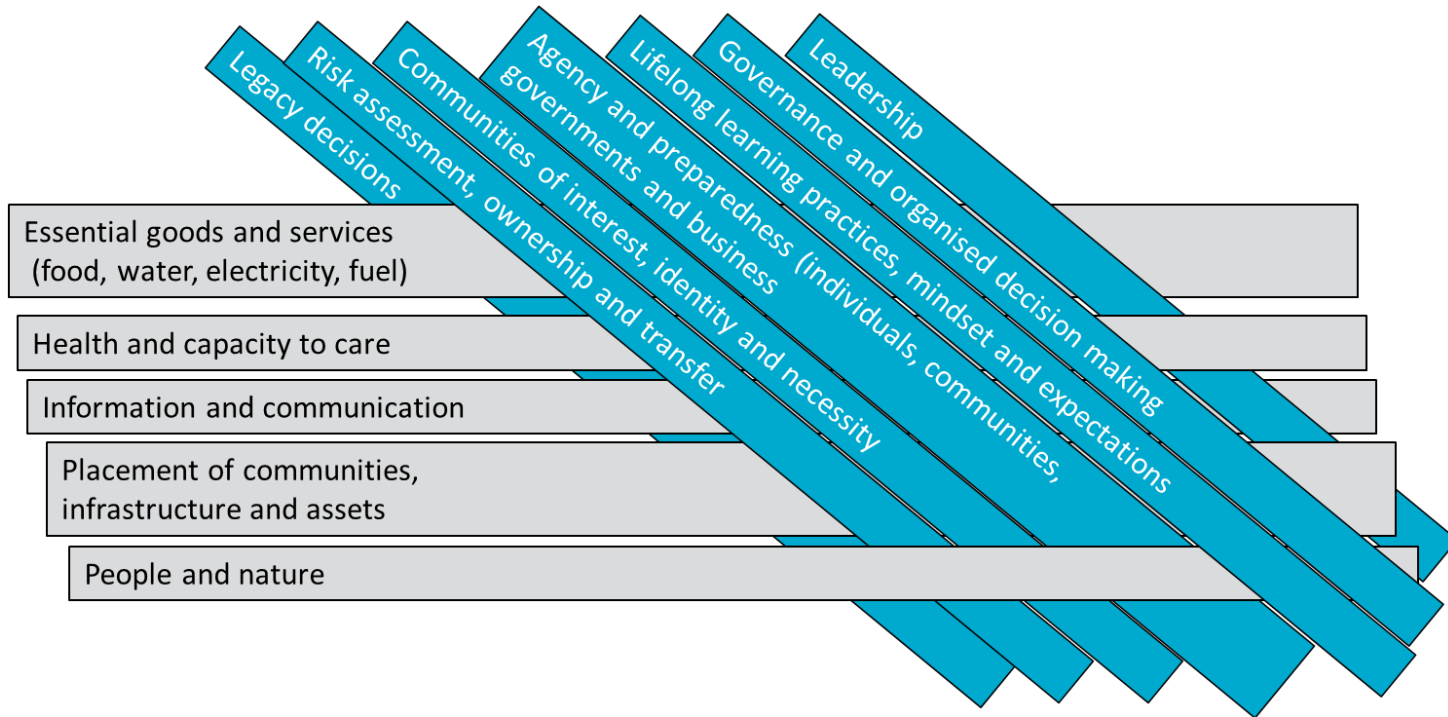 Legacy decisions
Risk assessment, ownership and transfer
Communities of interest, identity and necessity
Agency and preparedness (individuals, communities,
governments and business
Lifelong learning practices, mindset and expectations
Governance and organised decision making
Leadership
Essential goods and services
(food, water, electricity, fuel)
Health and capacity to care
Information and communication
Placement of communities,
infrastructure and assets
People and nature